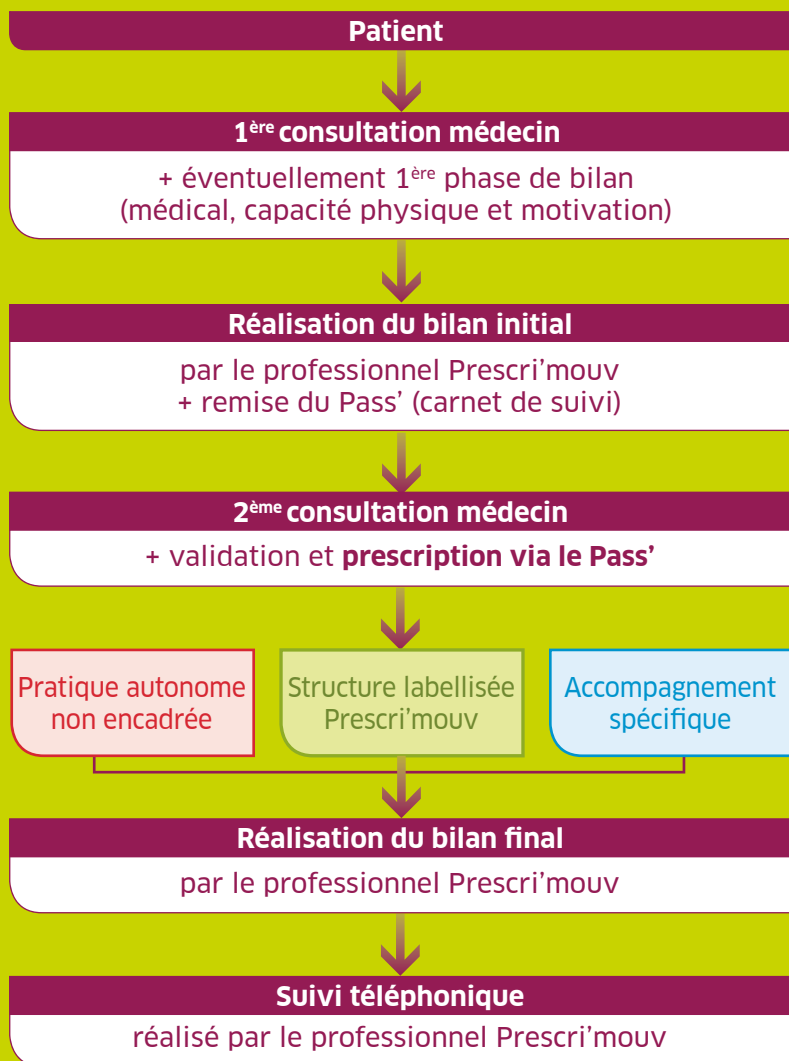 Patient
1ère consultation médecin
+ éventuellement 1ère phase de bilan
(médical, capacité physique et motivation)
Réalisation du bilan initial
par le professionnel Prescri’mouv
+ remise du Pass’ (carnet de suivi)
2ème consultation médecin
+ validation et prescription via le Pass’
Pratique autonome
non encadrée
Structure labellisée
Prescri’mouv
Accompagnement
spécifique
Réalisation du bilan final
par le professionnel Prescri’mouv
Suivi téléphonique
réalisé par le professionnel Prescri’mouv